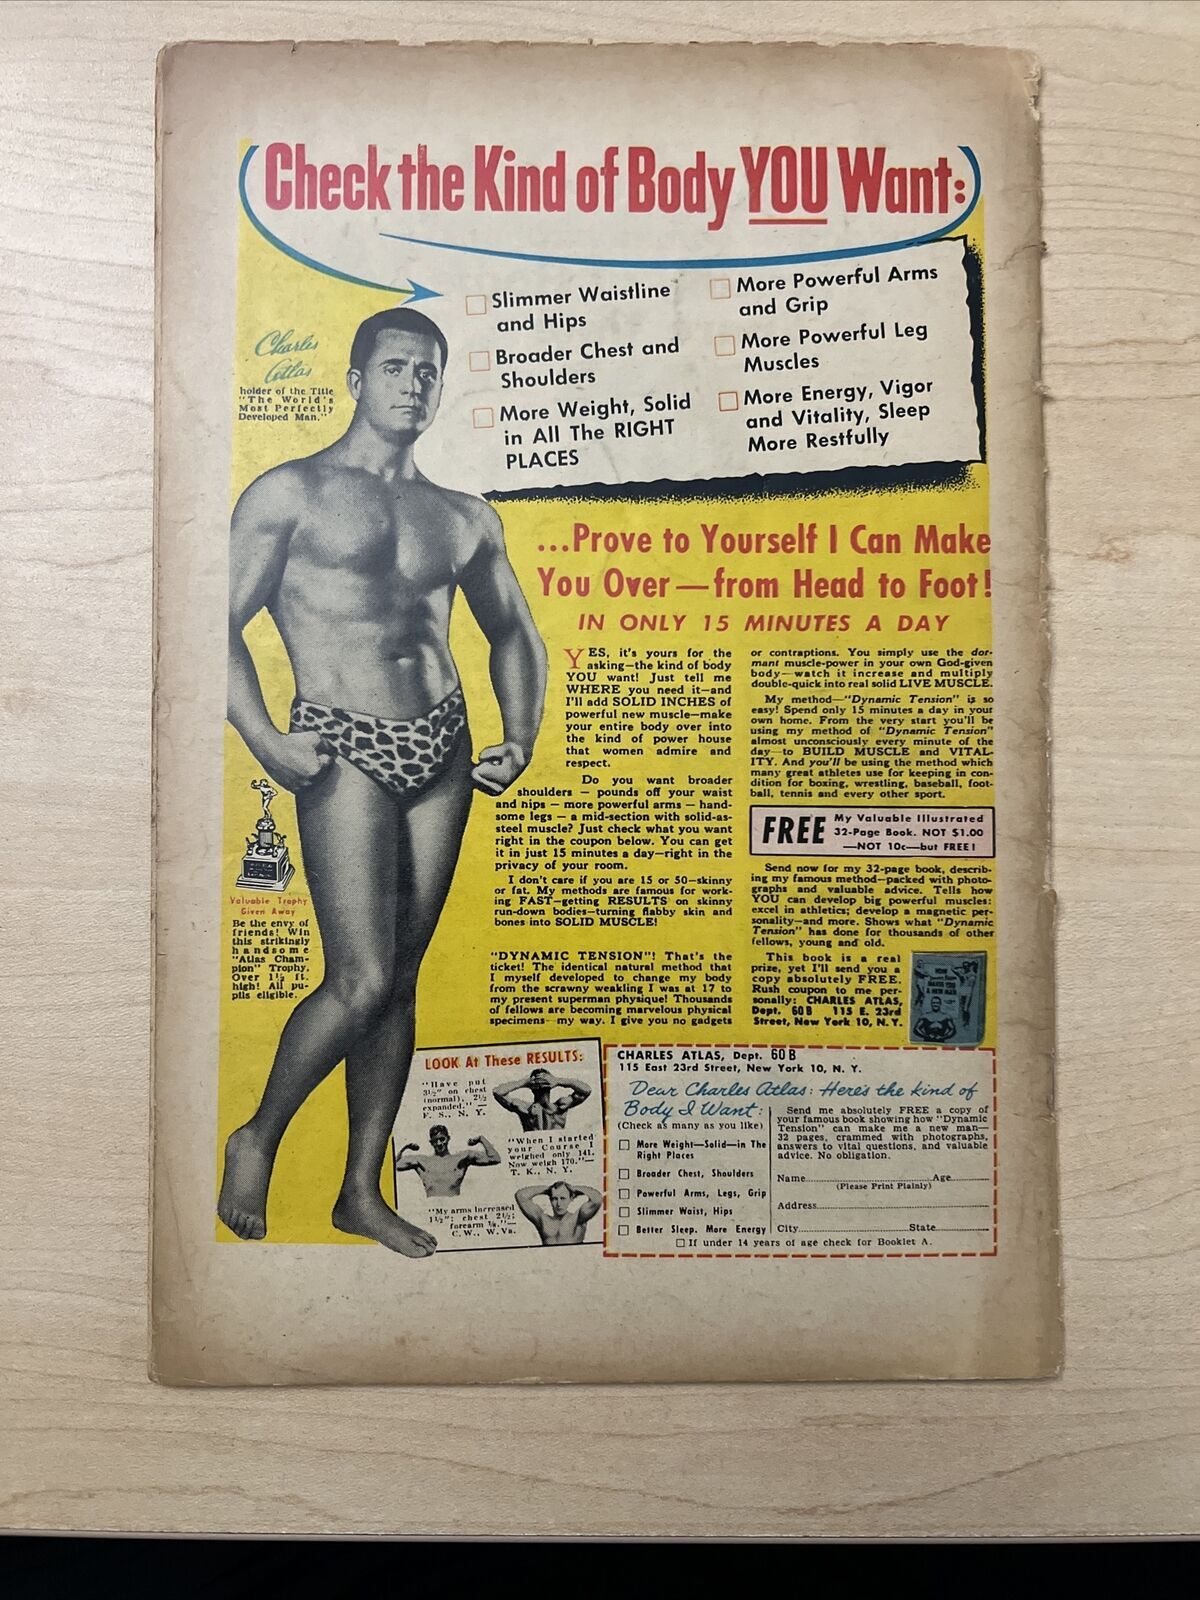 Check the Kind of Body YOU Want:
Slimmer Waistline
and Hips
Broader Chest and
Shoulders
More Weight, Solid
in All The RIGHT
PLACES
More Powerful Arms
and Grip
More Powerful Leg
Muscles
More Energy, Vigor
and Vitality, Sleep
More Restfully
Charles
Atlas
holder of the Title
"The World's
Most Perfectly
Developed Man."
...Prove to Yourself I Can Make
You Over—from Head to Foot!
IN ONLY 15 MINUTES A DAY
YES, it's yours for the
asking—the kind of body
YOU want! Just tell me
WHERE you need it—and
I'll add SOLID INCHES of
powerful new muscle—make
your entire body over into
the kind of power house
that women admire and
respect.
Do you want broader
shoulders — pounds off your waist
and hips — more powerful arms — hand-
some legs — a mid-section with solid-as-
steel muscle? Just check what you want
right in the coupon below. You can get
it in just 15 minutes a day—right in the
privacy of your room.
I don't care if you are 15 or 50—skinny
or fat. My methods are famous for work-
ing FAST—getting RESULTS on skinny
run-down bodies—turning flabby skin and
bones into SOLID MUSCLE!
"DYNAMIC TENSION"! That's the
ticket! The identical natural method that
I myself developed to change my body
from the scrawny weakling I was at 17 to
my present superman physique! Thousands
of fellows are becoming marvelous physical
specimens—my way. I give you no gadgets
or contraptions. You simply use the dor-
mant muscle-power in your own God-given
body—watch it increase and multiply
double-quick into real solid LIVE MUSCLE.
My method—"Dynamic Tension" is so
easy! Spend only 15 minutes a day in your
own home. From the very start you'll be
using my method of "Dynamic Tension"
almost unconsciously every minute of the
day—to BUILD MUSCLE and VITAL-
ITY. And you'll be using the method which
many great athletes use for keeping in con-
dition for boxing, wrestling, baseball, foot-
ball, tennis and every other sport.
FREE My Valuable Illustrated
32-Page Book. NOT $1.00
—NOT 10c—but FREE!
Send now for my 32-page book, describ-
ing my famous method—packed with photo-
graphs and valuable advice. Tells how
YOU can develop big powerful muscles:
excel in athletics; develop a magnetic per-
sonality—and more. Shows what "Dynamic
Tension" has done for thousands of other
fellows, young and old.
This book is a real
prize, yet I'll send you a
copy absolutely FREE.
Rush coupon to me per-
sonally: CHARLES ATLAS,
Dept. 60B 115 E. 23rd
Street, New York 10, N.Y.
Valuable Trophy
Given Away
Be the envy of
friends! Win
this strikingly
handsome
"Atlas Cham-
pion" Trophy.
Over 1½ ft.
high! All pu-
pils eligible.
LOOK At These RESULTS:
"Have put
3½" on chest
(normal), 2½
expanded."—
F. S., N. Y.
"When I started
your Course I
weighed only 141.
Now weigh 170."—
T. K., N. Y.
"My arms increased
1½"; chest 2½;
forearm ⅞."—
C. W., W. Va.
CHARLES ATLAS, Dept. 60B
115 East 23rd Street, New York 10, N. Y.
Dear Charles Atlas: Here's the kind of
Body I Want:
(Check as many as you like)
More Weight—Solid—in The
Right Places
Broader Chest, Shoulders
Powerful Arms, Legs, Grip
Slimmer Waist, Hips
Better Sleep, More Energy
Send me absolutely FREE a copy of
your famous book showing how "Dynamic
Tension" can make me a new man—
32 pages, crammed with photographs,
answers to vital questions, and valuable
advice. No obligation.
Name Age
(Please Print Plainly)
Address
City State
If under 14 years of age check for Booklet A.